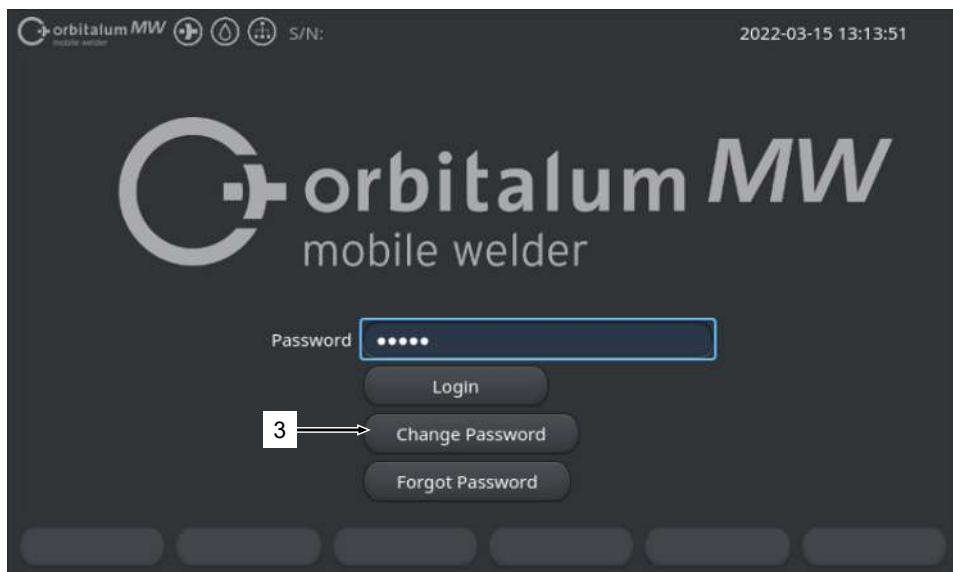 orbitalum MW S/N: 2022-03-15 13:13:51
mobile welder
orbitalum MW
mobile welder
Password •••••
Login
3 Change Password
Forgot Password